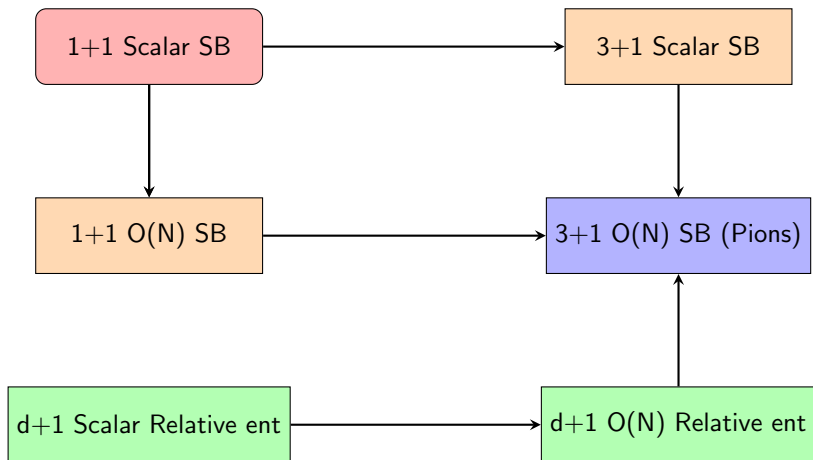 1+1 Scalar SB
3+1 Scalar SB
1+1 O(N) SB
3+1 O(N) SB (Pions)
d+1 Scalar Relative ent
d+1 O(N) Relative ent